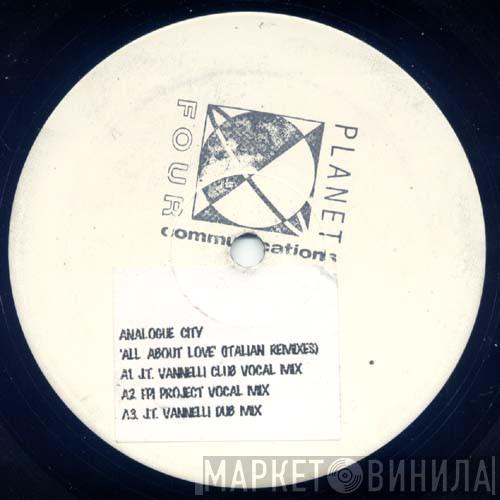 PLANET
FOUR
communications
ANALOGUE CITY
'ALL ABOUT LOVE' (ITALIAN REMIXES)
A1. J.T. VANNELLI CLUB VOCAL MIX
A2. FPI PROJECT VOCAL MIX
A3. J.T. VANNELLI DUB MIX
МАРКЕТ ВИНИЛА